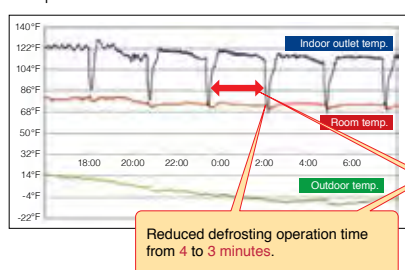 140°F
122°F
Indoor outlet temp.
104°F
86°F
68°F
Room temp.
50°F
32°F
18:00 20:00 22:00 0:00 2:00 4:00 6:00
14°F
Outdoor temp.
-4°F
-22°F
Reduced defrosting operation time
from 4 to 3 minutes.